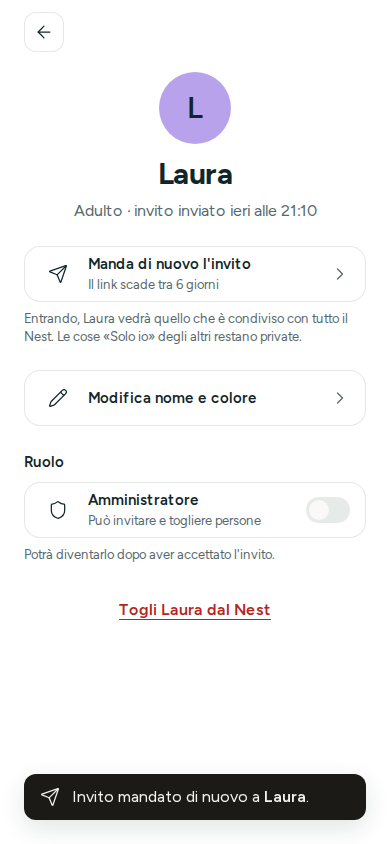 L
Laura
Adulto · invito inviato ieri alle 21:10
Manda di nuovo l'invito
Il link scade tra 6 giorni
Entrando, Laura vedrà quello che è condiviso con tutto il
Nest. Le cose «Solo io» degli altri restano private.
Modifica nome e colore
Ruolo
Amministratore
Può invitare e togliere persone
Potrà diventarlo dopo aver accettato l'invito.
Togli Laura dal Nest
Invito mandato di nuovo a Laura.